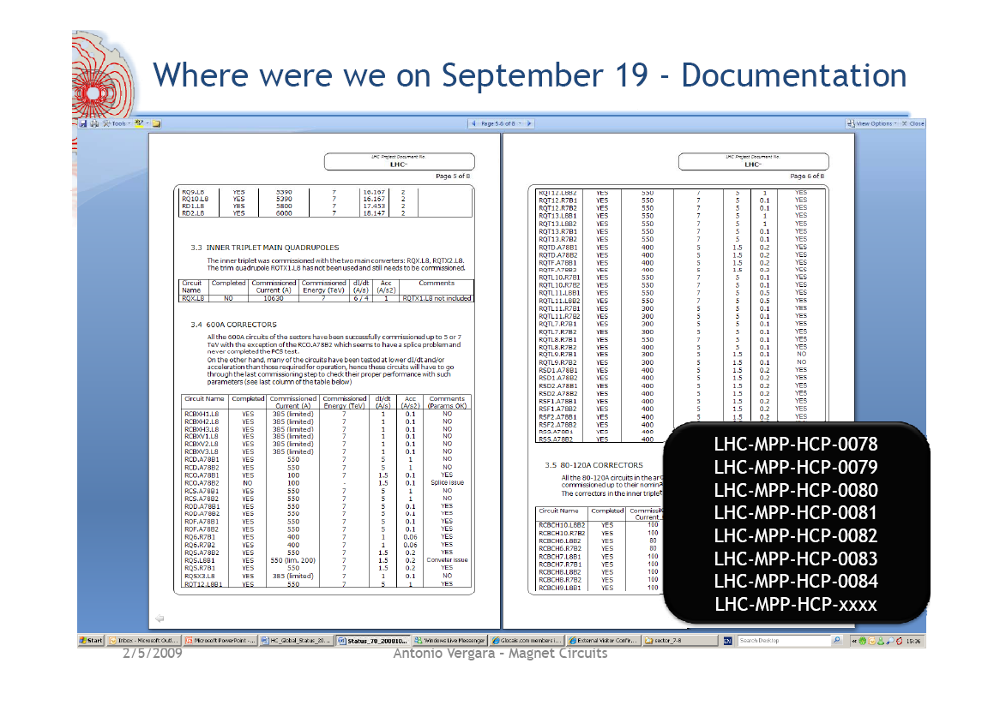 Where were we on September 19 - Documentation
Tools
Page 5-6 of 8
View Options
Close
LHC Project Document No.
LHC-
Page 5 of 8
RQ9.L8 YES 5390 7 16.167 2
RQ10.L8 YES 5390 7 16.167 2
RD1.L8 YES 5800 7 17.453 2
RD2.L8 YES 6000 7 18.147 2
3.3 INNER TRIPLET MAIN QUADRUPOLES
The inner triplet was commissioned with the two main converters: RQX.L8, RQTX2.L8.
The trim quadrupole RQTX1.L8 has not been used and still needs to be commissioned.
Circuit Completed Commissioned Commissioned dI/dt Acc Comments
Name Current (A) Energy (TeV) (A/s) (A/s2)
RQX.L8 NO 10630 7 6 / 4 1 RQTX1.L8 not included
3.4 600A CORRECTORS
All the 600A circuits of the sectors have been successfully commissioned up to 5 or 7
TeV with the exception of the RCO.A78B2 which seems to have a splice problem and
never completed the PCS test.
On the other hand, many of the circuits have been tested at lower dI/dt and/or
acceleration than those required for operation, hence these circuits will have to go
through the last commissioning step to check their proper performance with such
parameters (see last column of the table below)
Circuit Name Completed Commissioned Commissioned dI/dt Acc Comments
Current (A) Energy (TeV) (A/s) (A/s2) (Params OK)
RCBXH1.L8 YES 385 (limited) 7 1 0.1 NO
RCBXH2.L8 YES 385 (limited) 7 1 0.1 NO
RCBXH3.L8 YES 385 (limited) 7 1 0.1 NO
RCBXV1.L8 YES 385 (limited) 7 1 0.1 NO
RCBXV2.L8 YES 385 (limited) 7 1 0.1 NO
RCBXV3.L8 YES 385 (limited) 7 1 0.1 NO
RCD.A78B1 YES 550 7 5 1 NO
RCD.A78B2 YES 550 7 5 1 NO
RCO.A78B1 YES 100 7 1.5 0.1 YES
RCO.A78B2 NO 100 - 1.5 0.1 Splice issue
RCS.A78B1 YES 550 7 5 1 NO
RCS.A78B2 YES 550 7 5 1 NO
ROD.A78B1 YES 550 7 5 0.1 YES
ROD.A78B2 YES 550 7 5 0.1 YES
ROF.A78B1 YES 550 7 5 0.1 YES
ROF.A78B2 YES 550 7 5 0.1 YES
RQ6.R7B1 YES 400 7 1 0.06 YES
RQ6.R7B2 YES 400 7 1 0.06 YES
RQS.A78B2 YES 550 7 1.5 0.2 YES
RQS.L8B1 YES 550 (lim. 200) 7 1.5 0.2 Conveter issue
RQS.R7B1 YES 550 7 1.5 0.2 YES
RQSX3.L8 YES 385 (limited) 7 1 0.1 NO
RQT12.L8B1 YES 550 7 5 1 YES
LHC Project Document No.
LHC-
Page 6 of 8
RQT12.L8B2 YES 550 7 5 1 YES
RQT12.R7B1 YES 550 7 5 0.1 YES
RQT12.R7B2 YES 550 7 5 0.1 YES
RQT13.L8B1 YES 550 7 5 1 YES
RQT13.L8B2 YES 550 7 5 1 YES
RQT13.R7B1 YES 550 7 5 0.1 YES
RQT13.R7B2 YES 550 7 5 0.1 YES
RQTD.A78B1 YES 400 5 1.5 0.2 YES
RQTD.A78B2 YES 400 5 1.5 0.2 YES
RQTF.A78B1 YES 400 5 1.5 0.2 YES
RQTF.A78B2 YES 400 5 1.5 0.2 YES
RQTL10.R7B1 YES 550 7 5 0.1 YES
RQTL10.R7B2 YES 550 7 5 0.1 YES
RQTL11.L8B1 YES 550 7 5 0.5 YES
RQTL11.L8B2 YES 550 7 5 0.5 YES
RQTL11.R7B1 YES 300 5 5 0.1 YES
RQTL11.R7B2 YES 300 5 5 0.1 YES
RQTL7.R7B1 YES 300 5 5 0.1 YES
RQTL7.R7B2 YES 300 5 5 0.1 YES
RQTL8.R7B1 YES 550 7 5 0.1 YES
RQTL8.R7B2 YES 400 5 5 0.1 YES
RQTL9.R7B1 YES 300 5 1.5 0.1 NO
RQTL9.R7B2 YES 300 5 1.5 0.1 NO
RSD1.A78B1 YES 400 5 1.5 0.2 YES
RSD1.A78B2 YES 400 5 1.5 0.2 YES
RSD2.A78B1 YES 400 5 1.5 0.2 YES
RSD2.A78B2 YES 400 5 1.5 0.2 YES
RSF1.A78B1 YES 400 5 1.5 0.2 YES
RSF1.A78B2 YES 400 5 1.5 0.2 YES
RSF2.A78B1 YES 400 5 1.5 0.2 YES
RSF2.A78B2 YES 400
RSS.A78B1 YES 400
RSS.A78B2 YES 400
3.5 80-120A CORRECTORS
All the 80-120A circuits in the
commissioned up to their
The correctors in the inner
Circuit Name Completed
Current
RCBCH10.L8B2 YES 100
RCBCH10.R7B2 YES 100
RCBCH6.L8B2 YES 80
RCBCH6.R7B2 YES 80
RCBCH7.L8B1 YES 100
RCBCH7.R7B1 YES 100
RCBCH8.L8B2 YES 100
RCBCH8.R7B2 YES 100
RCBCH9.L8B1 YES 100
LHC-MPP-HCP-0078
LHC-MPP-HCP-0079
LHC-MPP-HCP-0080
LHC-MPP-HCP-0081
LHC-MPP-HCP-0082
LHC-MPP-HCP-0083
LHC-MPP-HCP-0084
LHC-MPP-HCP-xxxx
Start Inbox - Microsoft Outl... Microsoft PowerPoint -... HC_Global_Status_20... Status_78_200810... Windows Live Messenger Glocals.com members i... External Visitor Confir... sector_7-8 EN Search Desktop 15:36
2/5/2009 Antonio Vergara – Magnet Circuits